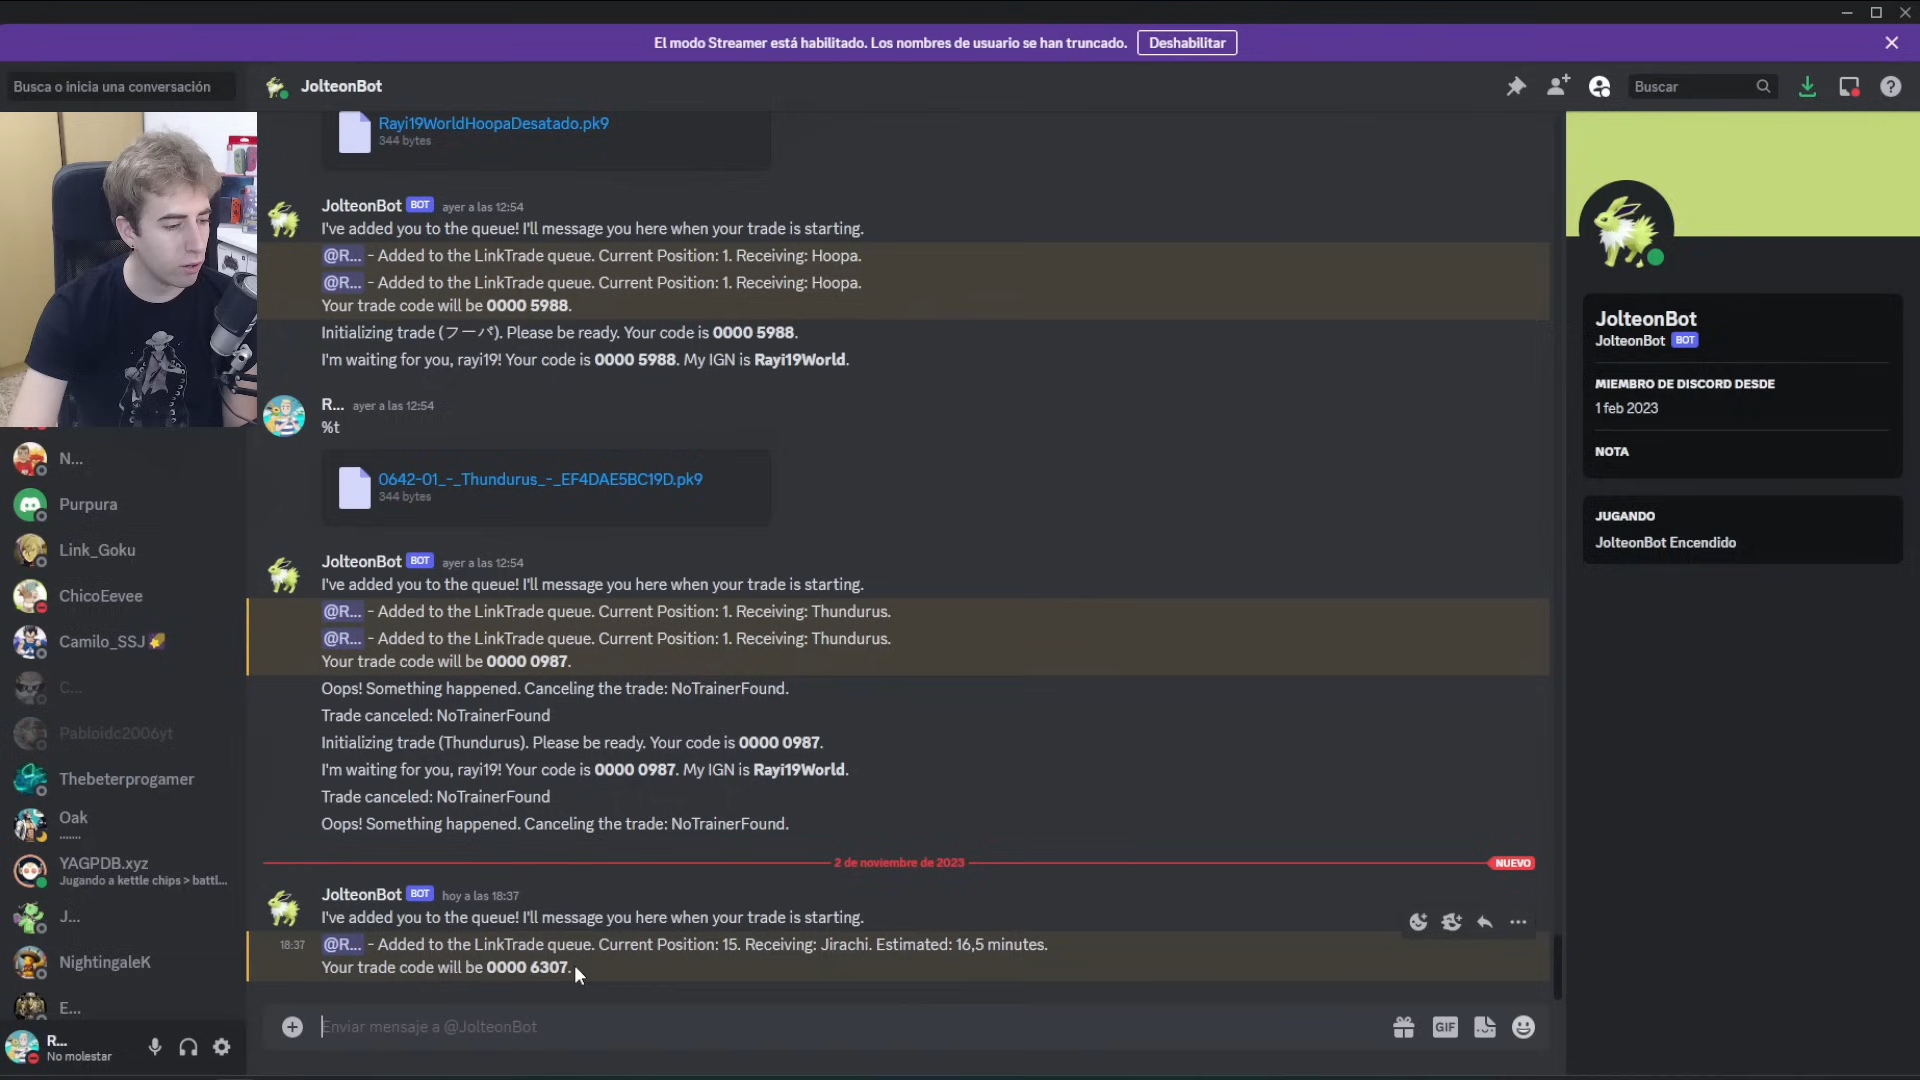 El modo Streamer está habilitado. Los nombres de usuario se han truncado. Deshabilitar
Busca o inicia una conversación
JolteonBot
Buscar
Rayi19WorldHoopaDesatado.pk9
344 bytes
JolteonBot BOT ayer a las 12:54
I've added you to the queue! I'll message you here when your trade is starting.
@R... - Added to the LinkTrade queue. Current Position: 1. Receiving: Hoopa.
@R... - Added to the LinkTrade queue. Current Position: 1. Receiving: Hoopa.
Your trade code will be 0000 5988.
Initializing trade (フーパ). Please be ready. Your code is 0000 5988.
I'm waiting for you, rayi19! Your code is 0000 5988. My IGN is Rayi19World.
R... ayer a las 12:54
%t
0642-01_-_Thundurus_-_EF4DAE5BC19D.pk9
344 bytes
JolteonBot BOT ayer a las 12:54
I've added you to the queue! I'll message you here when your trade is starting.
@R... - Added to the LinkTrade queue. Current Position: 1. Receiving: Thundurus.
@R... - Added to the LinkTrade queue. Current Position: 1. Receiving: Thundurus.
Your trade code will be 0000 0987.
Oops! Something happened. Canceling the trade: NoTrainerFound.
Trade canceled: NoTrainerFound
Initializing trade (Thundurus). Please be ready. Your code is 0000 0987.
I'm waiting for you, rayi19! Your code is 0000 0987. My IGN is Rayi19World.
Trade canceled: NoTrainerFound
Oops! Something happened. Canceling the trade: NoTrainerFound.
2 de noviembre de 2023
NUEVO
JolteonBot BOT hoy a las 18:37
I've added you to the queue! I'll message you here when your trade is starting.
18:37 @R... - Added to the LinkTrade queue. Current Position: 15. Receiving: Jirachi. Estimated: 16,5 minutes.
Your trade code will be 0000 6307.
Enviar mensaje a @JolteonBot
GIF
N...
Purpura
Link_Goku
ChicoEevee
Camilo_SSJ
C...
Pabloidc2006yt
Thebeterprogamer
Oak
.......
YAGPDB.xyz
Jugando a kettle chips > battl...
J...
NightingaleK
E...
R...
No molestar
JolteonBot
JolteonBot BOT
MIEMBRO DE DISCORD DESDE
1 feb 2023
NOTA
JUGANDO
JolteonBot Encendido